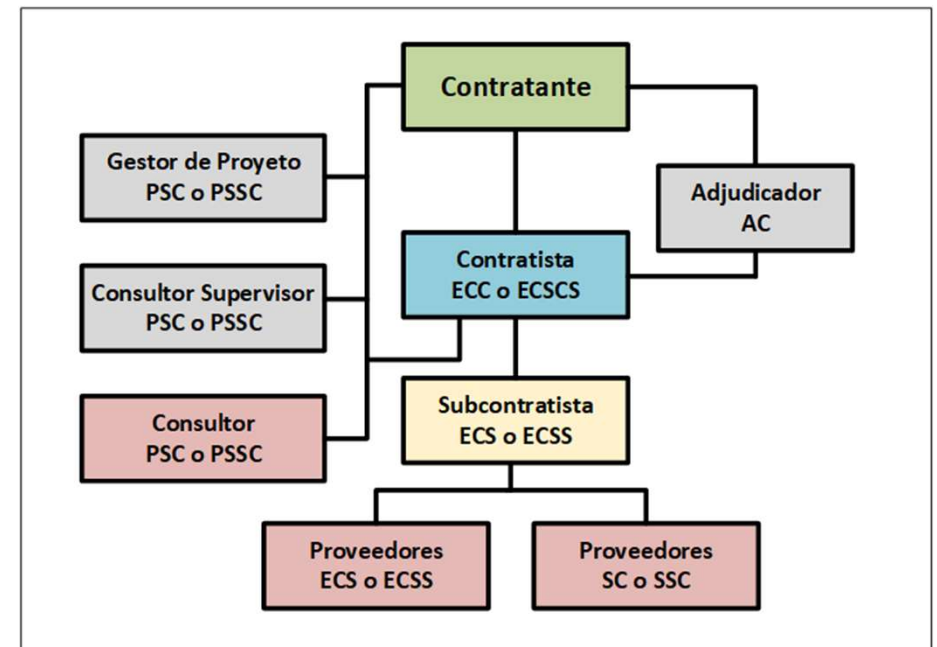 Contratante
Gestor de Proyeto
PSC o PSSC
Adjudicador
AC
Contratista
ECC o ECSCS
Consultor Supervisor
PSC o PSSC
Subcontratista
ECS o ECSS
Consultor
PSC o PSSC
Proveedores
ECS o ECSS
Proveedores
SC o SSC